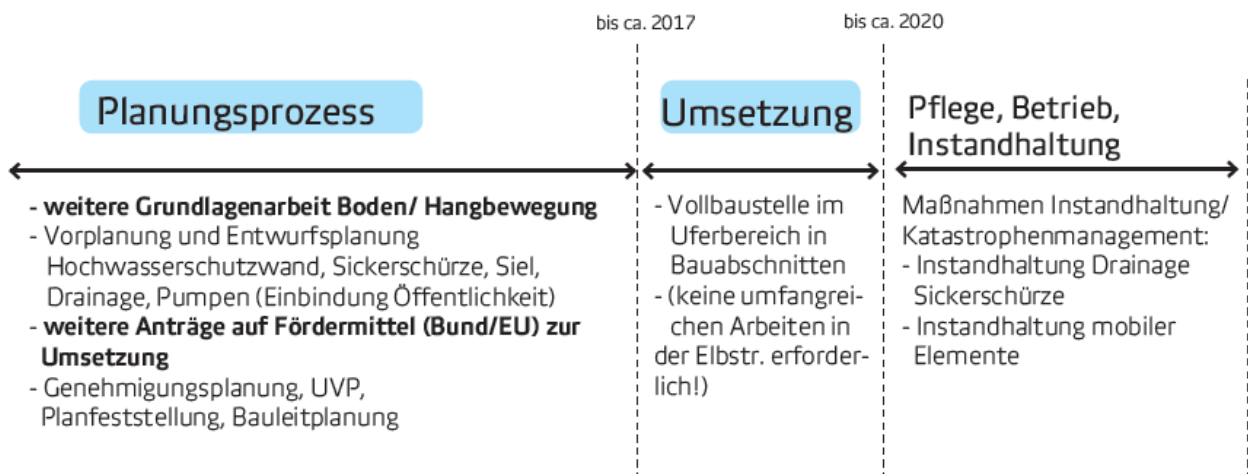 bis ca. 2017
bis ca. 2020
Planungsprozess
- weitere Grundlagenarbeit Boden/ Hangbewegung
- Vorplanung und Entwurfsplanung
Hochwasserschutzwand, Sickerschürze, Siel,
Drainage, Pumpen (Einbindung Öffentlichkeit)
- weitere Anträge auf Fördermittel (Bund/EU) zur
Umsetzung
- Genehmigungsplanung, UVP,
Planfeststellung, Bauleitplanung
Umsetzung
- Vollbaustelle im
Uferbereich in
Bauabschnitten
- (keine umfangrei-
chen Arbeiten in
der Elbstr. erforder-
lich!)
Pflege, Betrieb,
Instandhaltung
Maßnahmen Instandhaltung/
Katastrophenmanagement:
- Instandhaltung Drainage
Sickerschürze
- Instandhaltung mobiler
Elemente